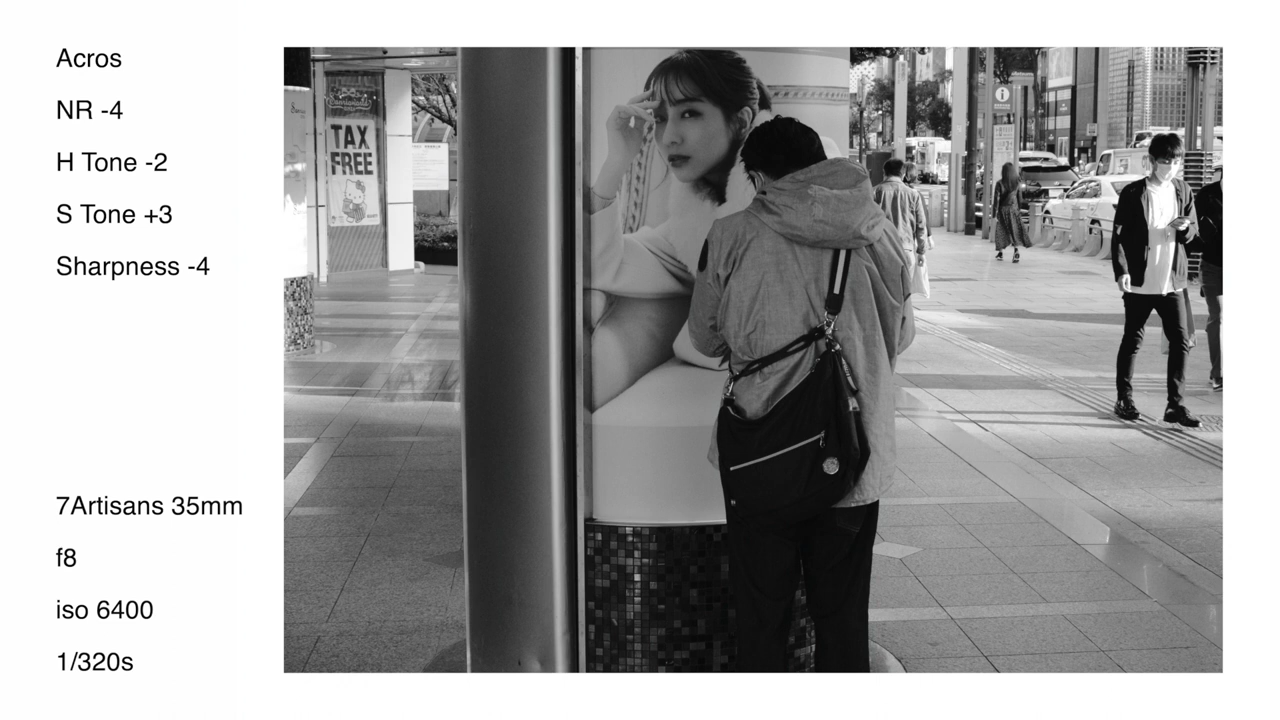 Acros
NR -4
H Tone -2
S Tone +3
Sharpness -4
7Artisans 35mm
f8
iso 6400
1/320s
TAX
FREE
i